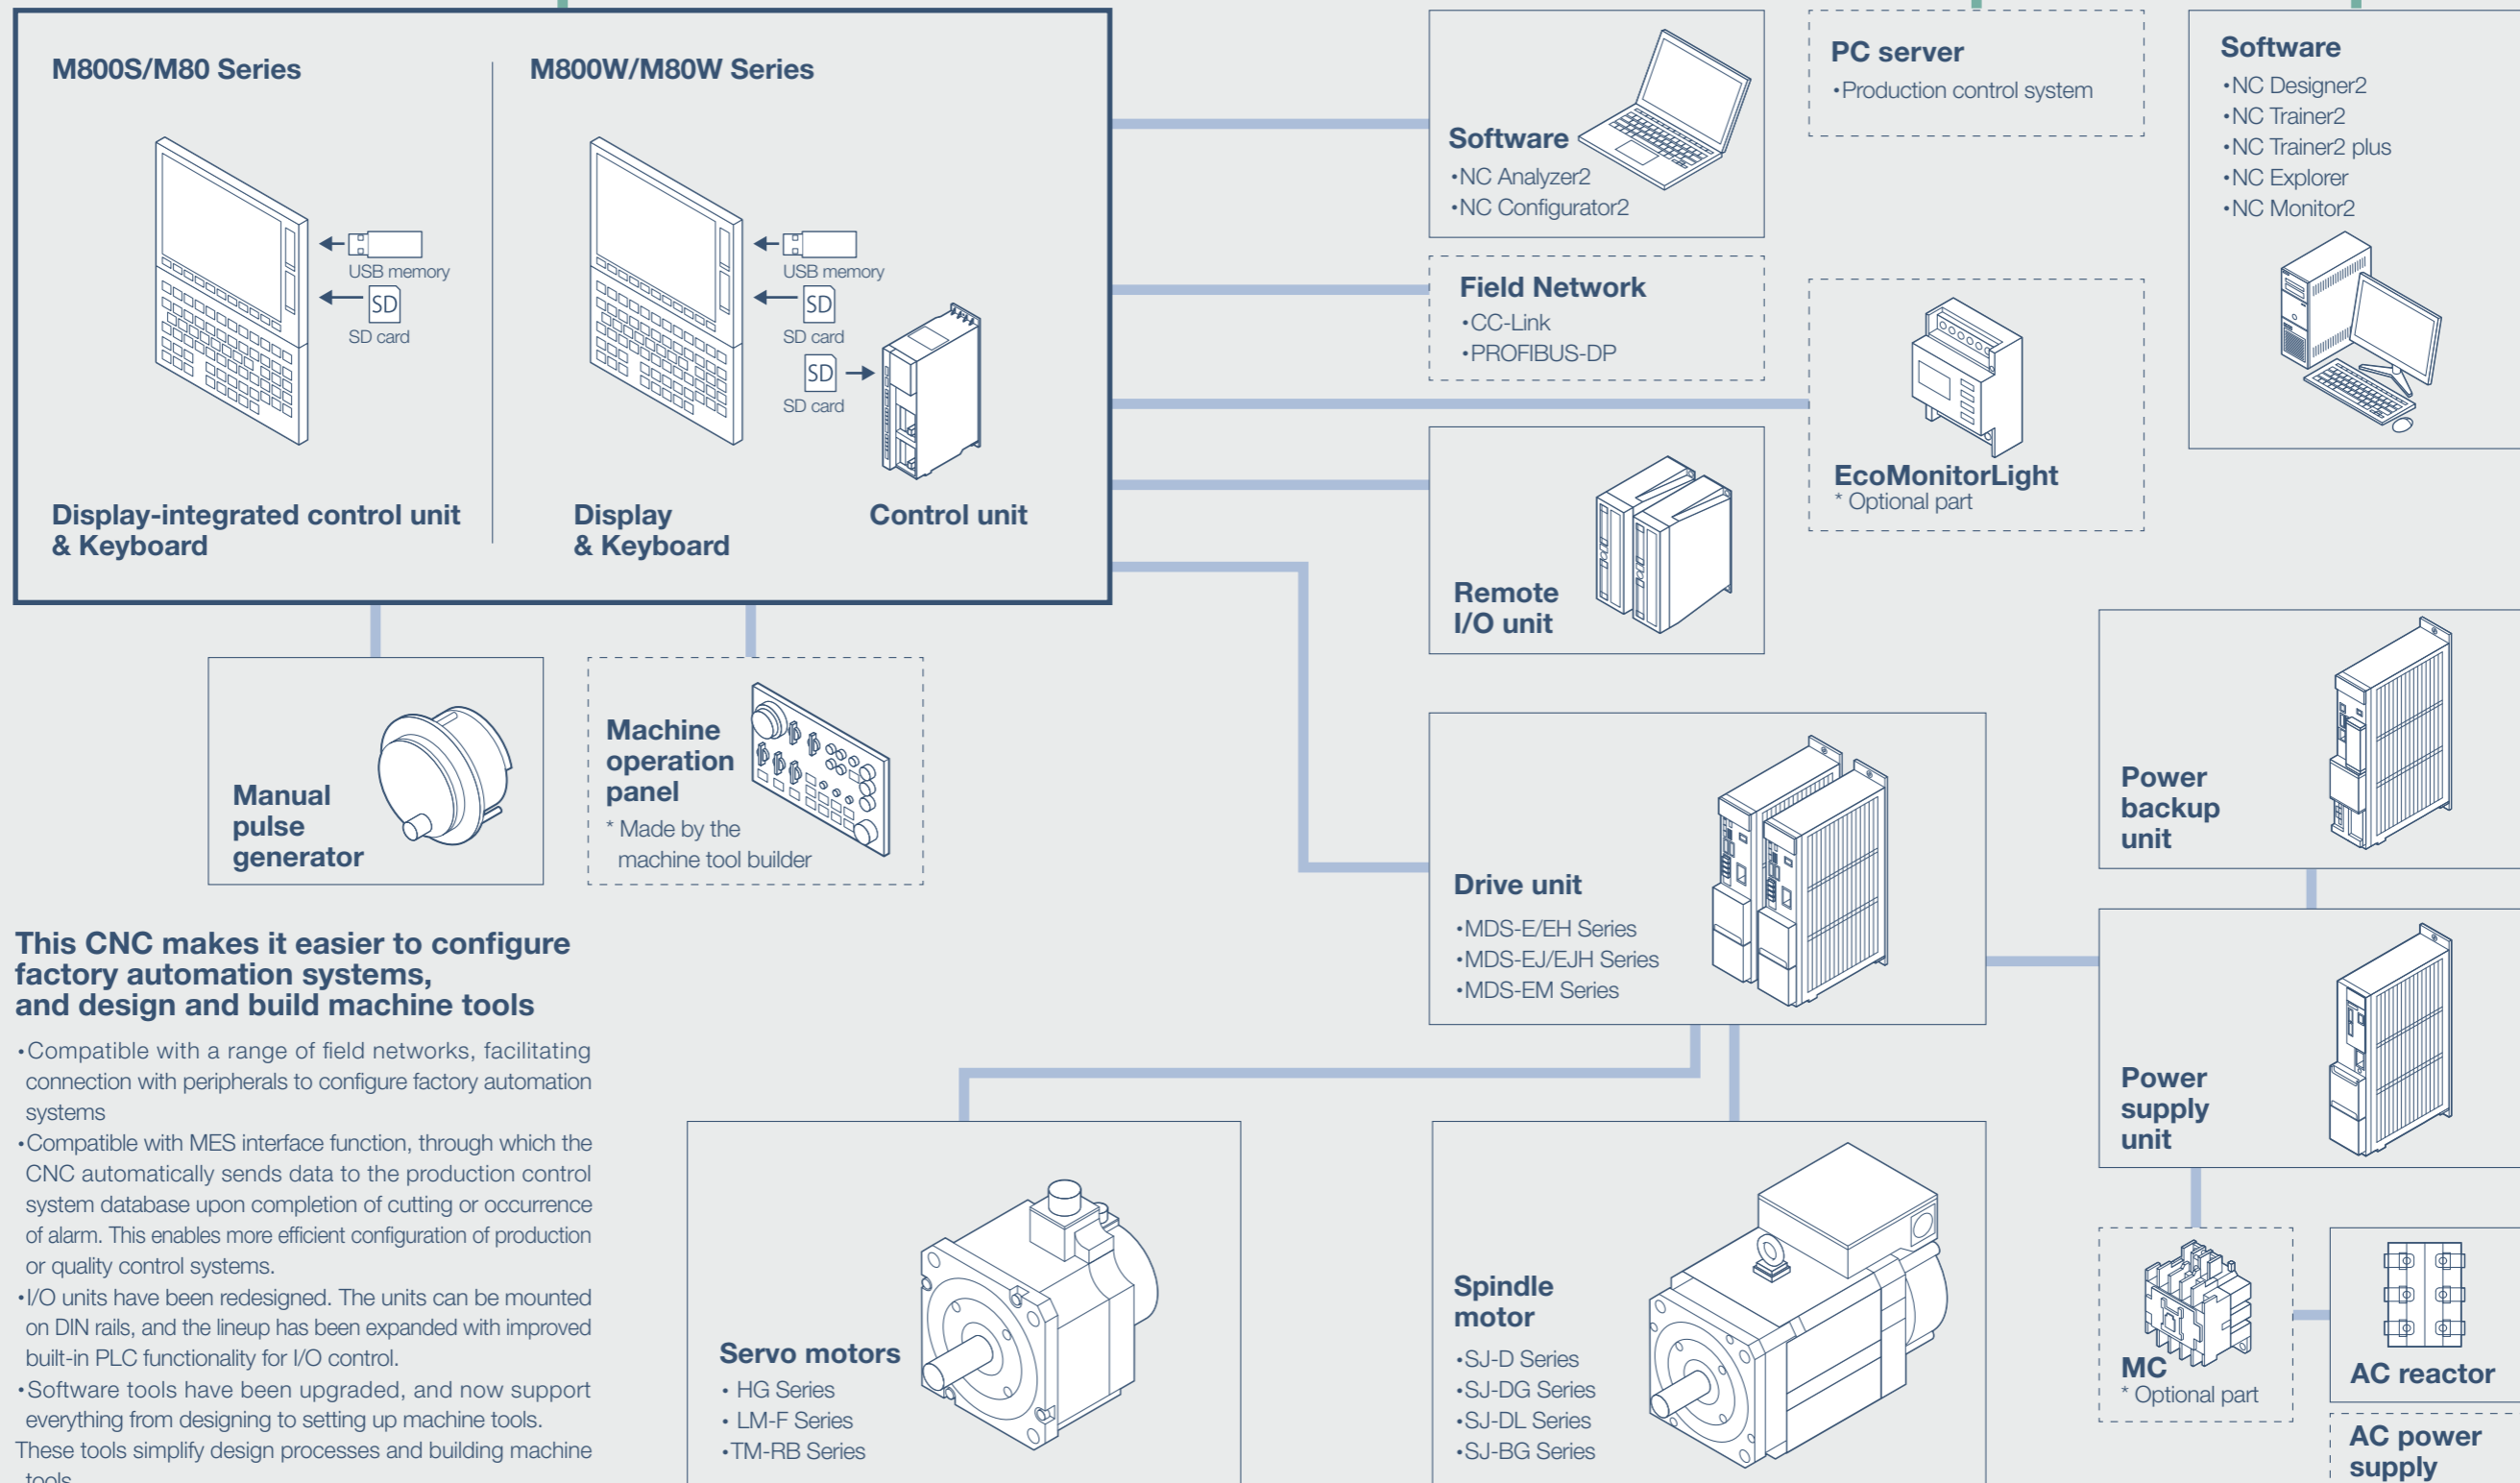 M800S/M80 Series
USB memory
SD
SD card
Display-integrated control unit
& Keyboard
M800W/M80W Series
USB memory
SD
SD card
SD
SD card
Display
& Keyboard
Control unit
Software
•NC Analyzer2
•NC Configurator2
PC server
•Production control system
Software
•NC Designer2
•NC Trainer2
•NC Trainer2 plus
•NC Explorer
•NC Monitor2
Field Network
•CC-Link
•PROFIBUS-DP
EcoMonitorLight
* Optional part
Remote
I/O unit
Manual
pulse
generator
Machine
operation
panel
* Made by the
machine tool builder
Drive unit
•MDS-E/EH Series
•MDS-EJ/EJH Series
•MDS-EM Series
Power
backup
unit
Power
supply
unit
This CNC makes it easier to configure
factory automation systems,
and design and build machine tools
•Compatible with a range of field networks, facilitating
connection with peripherals to configure factory automation
systems
•Compatible with MES interface function, through which the
CNC automatically sends data to the production control
system database upon completion of cutting or occurrence
of alarm. This enables more efficient configuration of production
or quality control systems.
•I/O units have been redesigned. The units can be mounted
on DIN rails, and the lineup has been expanded with improved
built-in PLC functionality for I/O control.
•Software tools have been upgraded, and now support
everything from designing to setting up machine tools.
These tools simplify design processes and building machine
tools
Servo motors
• HG Series
• LM-F Series
•TM-RB Series
Spindle
motor
•SJ-D Series
•SJ-DG Series
•SJ-DL Series
•SJ-BG Series
MC
* Optional part
AC reactor
AC power
supply